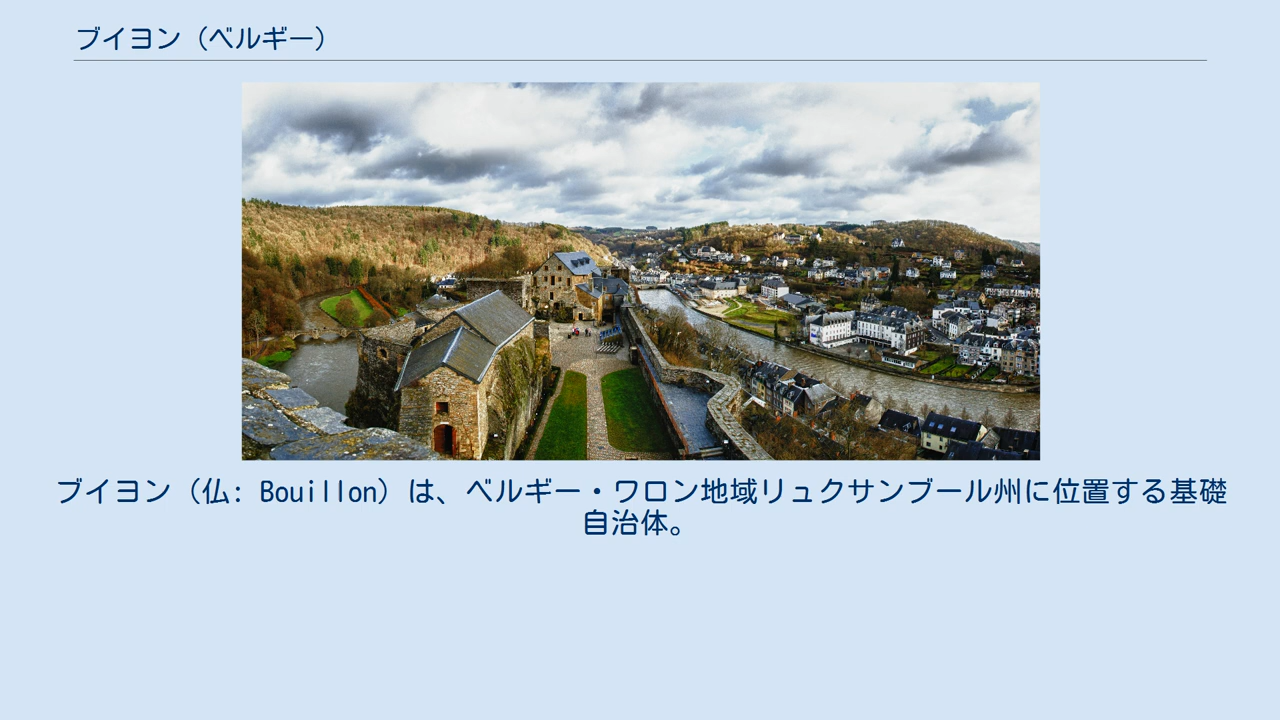 ブイヨン（ベルギー）
ブイヨン（仏: Bouillon）は、ベルギー・ワロン地域リュクサンブール州に位置する基礎
自治体。